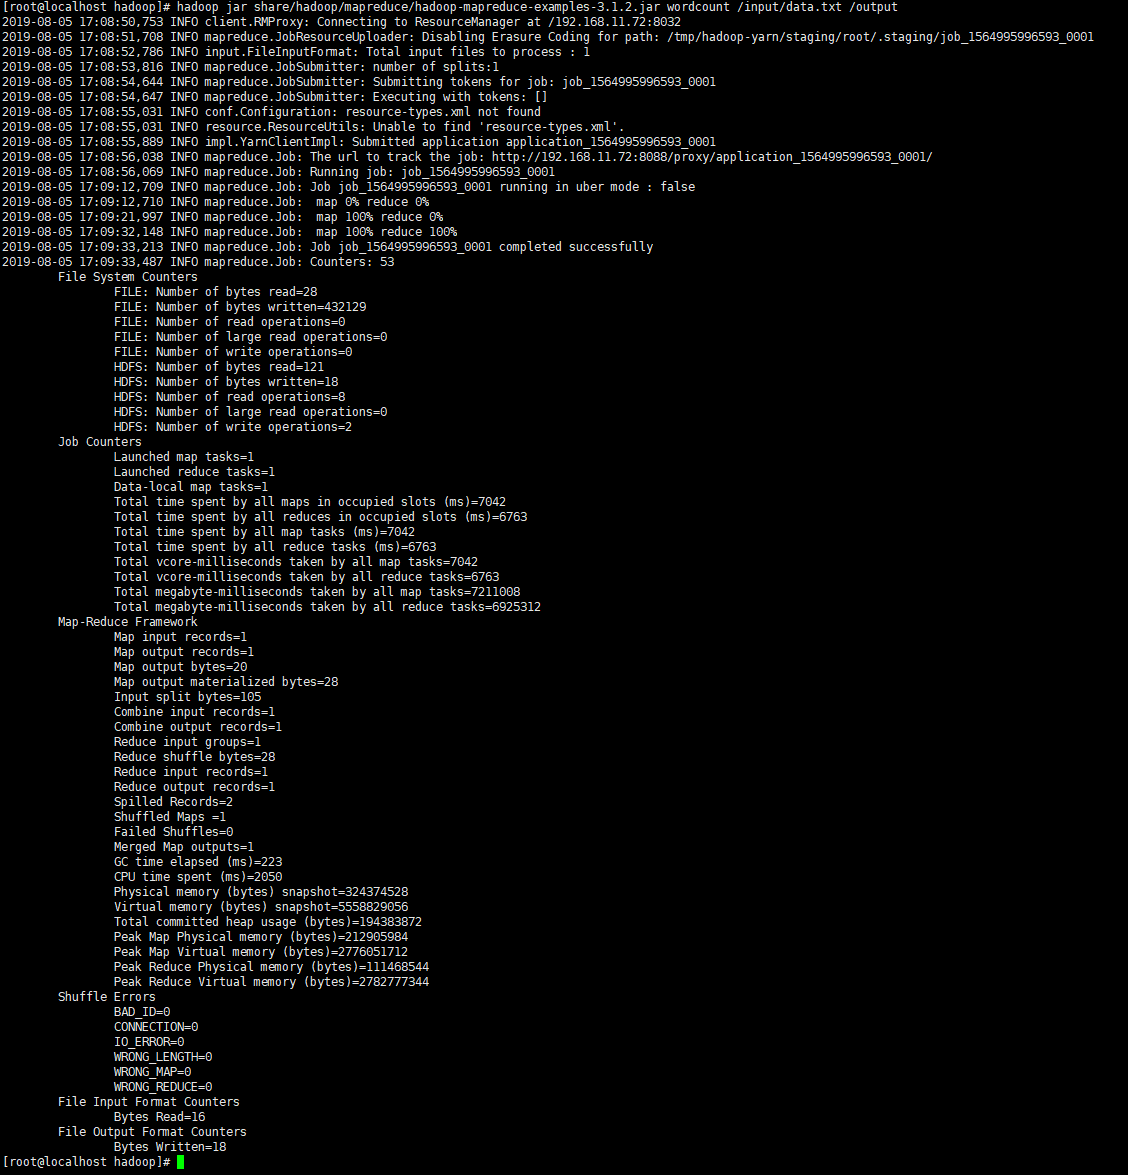 [root@localhost hadoop]# hadoop jar share/hadoop/mapreduce/hadoop-mapreduce-examples-3.1.2.jar wordcount /input/data.txt /output
2019-08-05 17:08:50,753 INFO client.RMProxy: Connecting to ResourceManager at /192.168.11.72:8032
2019-08-05 17:08:51,708 INFO mapreduce.JobResourceUploader: Disabling Erasure Coding for path: /tmp/hadoop-yarn/staging/root/.staging/job_1564995996593_0001
2019-08-05 17:08:52,786 INFO input.FileInputFormat: Total input files to process : 1
2019-08-05 17:08:53,816 INFO mapreduce.JobSubmitter: number of splits:1
2019-08-05 17:08:54,644 INFO mapreduce.JobSubmitter: Submitting tokens for job: job_1564995996593_0001
2019-08-05 17:08:54,647 INFO mapreduce.JobSubmitter: Executing with tokens: []
2019-08-05 17:08:55,031 INFO conf.Configuration: resource-types.xml not found
2019-08-05 17:08:55,031 INFO resource.ResourceUtils: Unable to find 'resource-types.xml'.
2019-08-05 17:08:55,889 INFO impl.YarnClientImpl: Submitted application application_1564995996593_0001
2019-08-05 17:08:56,038 INFO mapreduce.Job: The url to track the job: http://192.168.11.72:8088/proxy/application_1564995996593_0001/
2019-08-05 17:08:56,069 INFO mapreduce.Job: Running job: job_1564995996593_0001
2019-08-05 17:09:12,709 INFO mapreduce.Job: Job job_1564995996593_0001 running in uber mode : false
2019-08-05 17:09:12,710 INFO mapreduce.Job:  map 0% reduce 0%
2019-08-05 17:09:21,997 INFO mapreduce.Job:  map 100% reduce 0%
2019-08-05 17:09:32,148 INFO mapreduce.Job:  map 100% reduce 100%
2019-08-05 17:09:33,213 INFO mapreduce.Job: Job job_1564995996593_0001 completed successfully
2019-08-05 17:09:33,487 INFO mapreduce.Job: Counters: 53
File System Counters
FILE: Number of bytes read=28
FILE: Number of bytes written=432129
FILE: Number of read operations=0
FILE: Number of large read operations=0
FILE: Number of write operations=0
HDFS: Number of bytes read=121
HDFS: Number of bytes written=18
HDFS: Number of read operations=8
HDFS: Number of large read operations=0
HDFS: Number of write operations=2
Job Counters
Launched map tasks=1
Launched reduce tasks=1
Data-local map tasks=1
Total time spent by all maps in occupied slots (ms)=7042
Total time spent by all reduces in occupied slots (ms)=6763
Total time spent by all map tasks (ms)=7042
Total time spent by all reduce tasks (ms)=6763
Total vcore-milliseconds taken by all map tasks=7042
Total vcore-milliseconds taken by all reduce tasks=6763
Total megabyte-milliseconds taken by all map tasks=7211008
Total megabyte-milliseconds taken by all reduce tasks=6925312
Map-Reduce Framework
Map input records=1
Map output records=1
Map output bytes=20
Map output materialized bytes=28
Input split bytes=105
Combine input records=1
Combine output records=1
Reduce input groups=1
Reduce shuffle bytes=28
Reduce input records=1
Reduce output records=1
Spilled Records=2
Shuffled Maps =1
Failed Shuffles=0
Merged Map outputs=1
GC time elapsed (ms)=223
CPU time spent (ms)=2050
Physical memory (bytes) snapshot=324374528
Virtual memory (bytes) snapshot=5558829056
Total committed heap usage (bytes)=194383872
Peak Map Physical memory (bytes)=212905984
Peak Map Virtual memory (bytes)=2776051712
Peak Reduce Physical memory (bytes)=111468544
Peak Reduce Virtual memory (bytes)=2782777344
Shuffle Errors
BAD_ID=0
CONNECTION=0
IO_ERROR=0
WRONG_LENGTH=0
WRONG_MAP=0
WRONG_REDUCE=0
File Input Format Counters
Bytes Read=16
File Output Format Counters
Bytes Written=18
[root@localhost hadoop]#